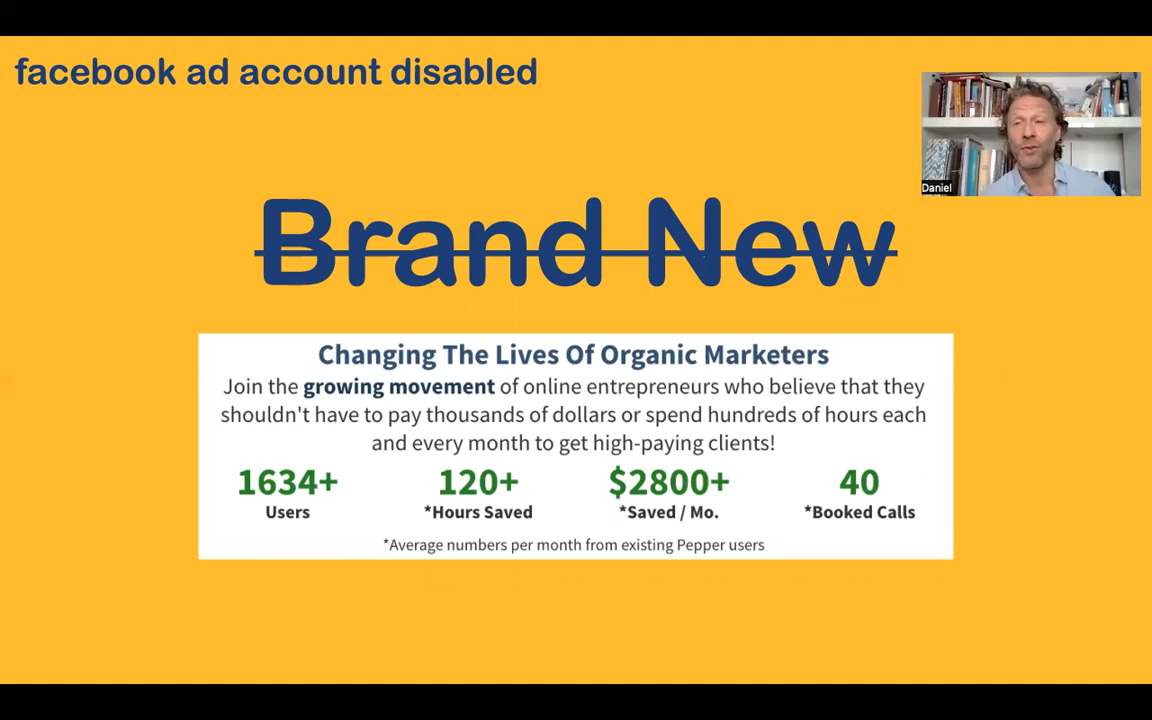 facebook ad account disabled
Daniel
Brand New
Changing The Lives Of Organic Marketers
Join the growing movement of online entrepreneurs who believe that they
shouldn't have to pay thousands of dollars or spend hundreds of hours each
and every month to get high-paying clients!
1634+ 120+ $2800+ 40
Users *Hours Saved *Saved / Mo. *Booked Calls
*Average numbers per month from existing Pepper users